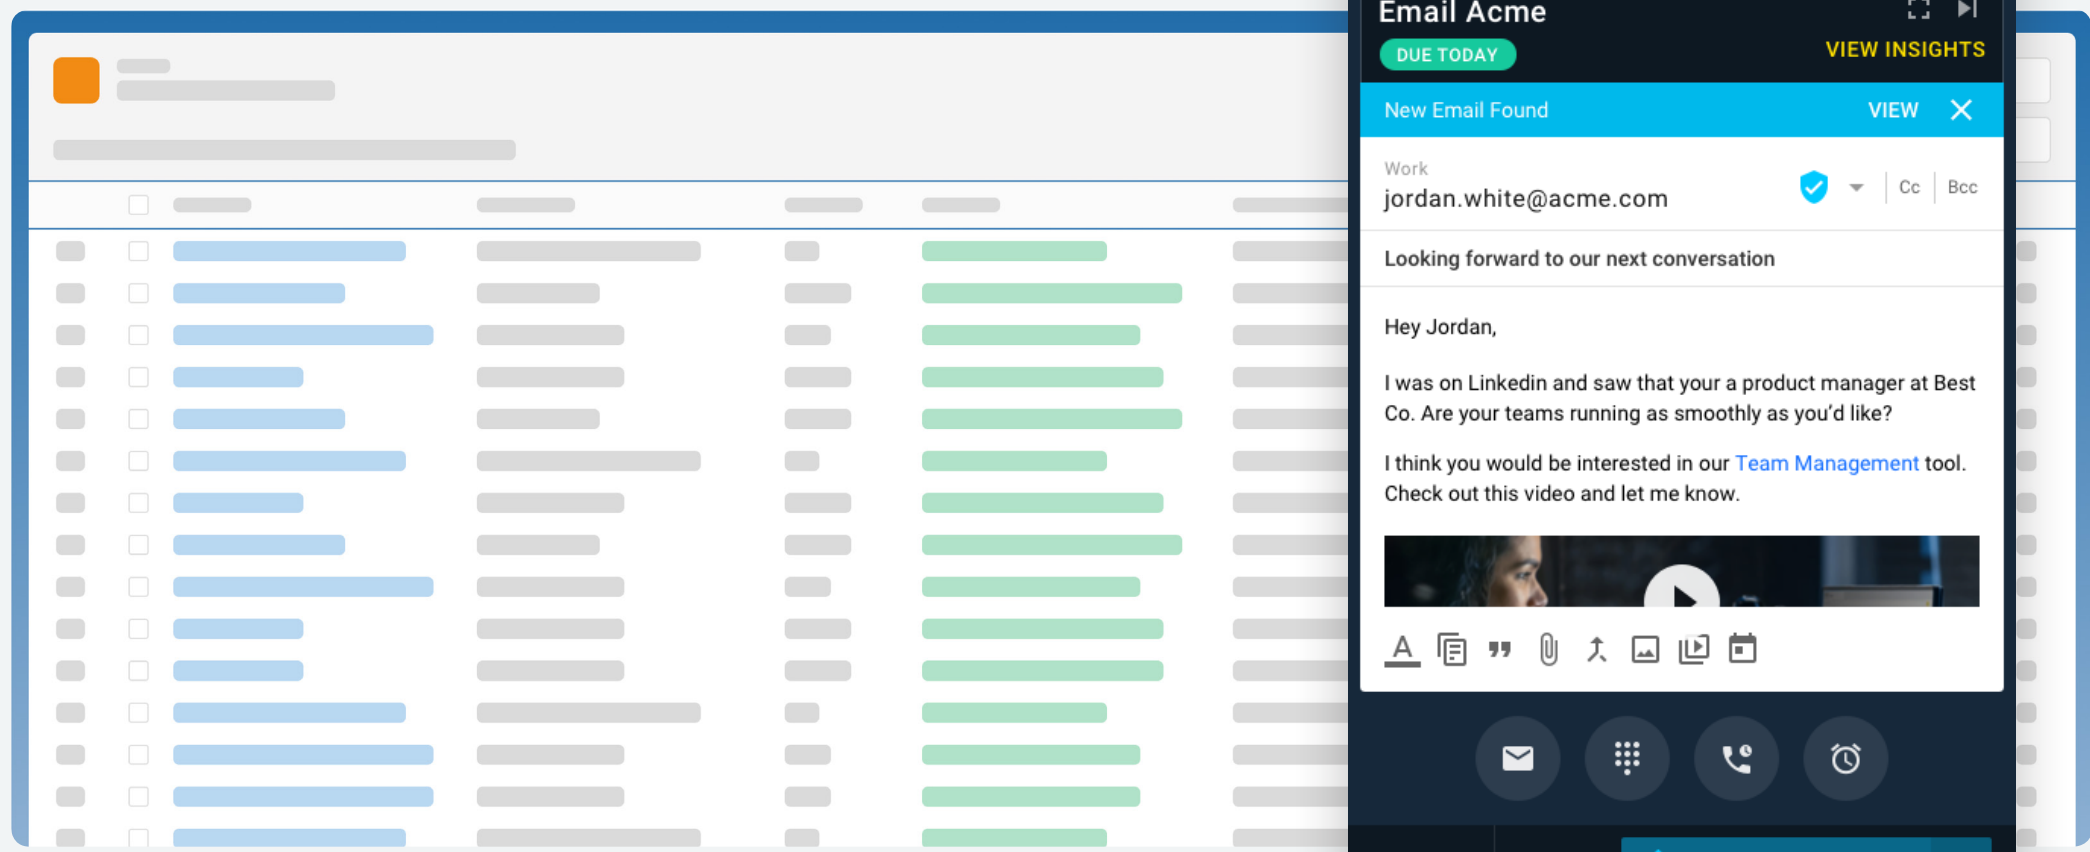 Email Acme
DUE TODAY
VIEW INSIGHTS
New Email Found
VIEW
Work
jordan.white@acme.com
Cc
Bcc
Looking forward to our next conversation
Hey Jordan,
I was on Linkedin and saw that your a product manager at Best
Co. Are your teams running as smoothly as you’d like?
I think you would be interested in our Team Management tool.
Check out this video and let me know.
A